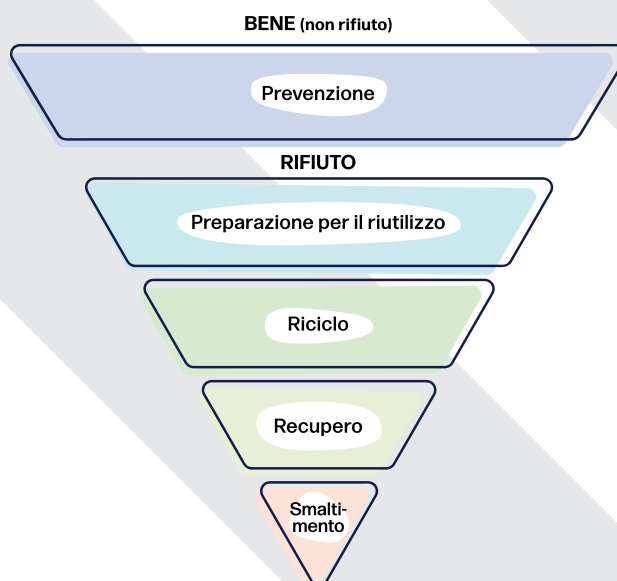 BENE (non rifiuto)
Prevenzione
RIFIUTO
Preparazione per il riutilizzo
Riciclo
Recupero
Smalti-
mento